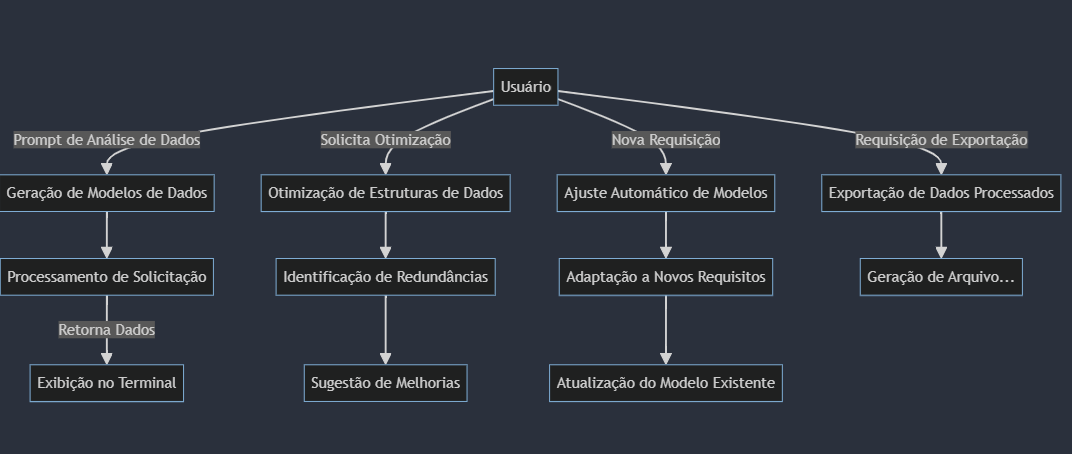 Usuário
Prompt de Análise de Dados
Solicita Otimização
Nova Requisição
Requisição de Exportação
Geração de Modelos de Dados
Otimização de Estruturas de Dados
Ajuste Automático de Modelos
Exportação de Dados Processados
Processamento de Solicitação
Identificação de Redundâncias
Adaptação a Novos Requisitos
Geração de Arquivo...
Retorna Dados
Exibição no Terminal
Sugestão de Melhorias
Atualização do Modelo Existente